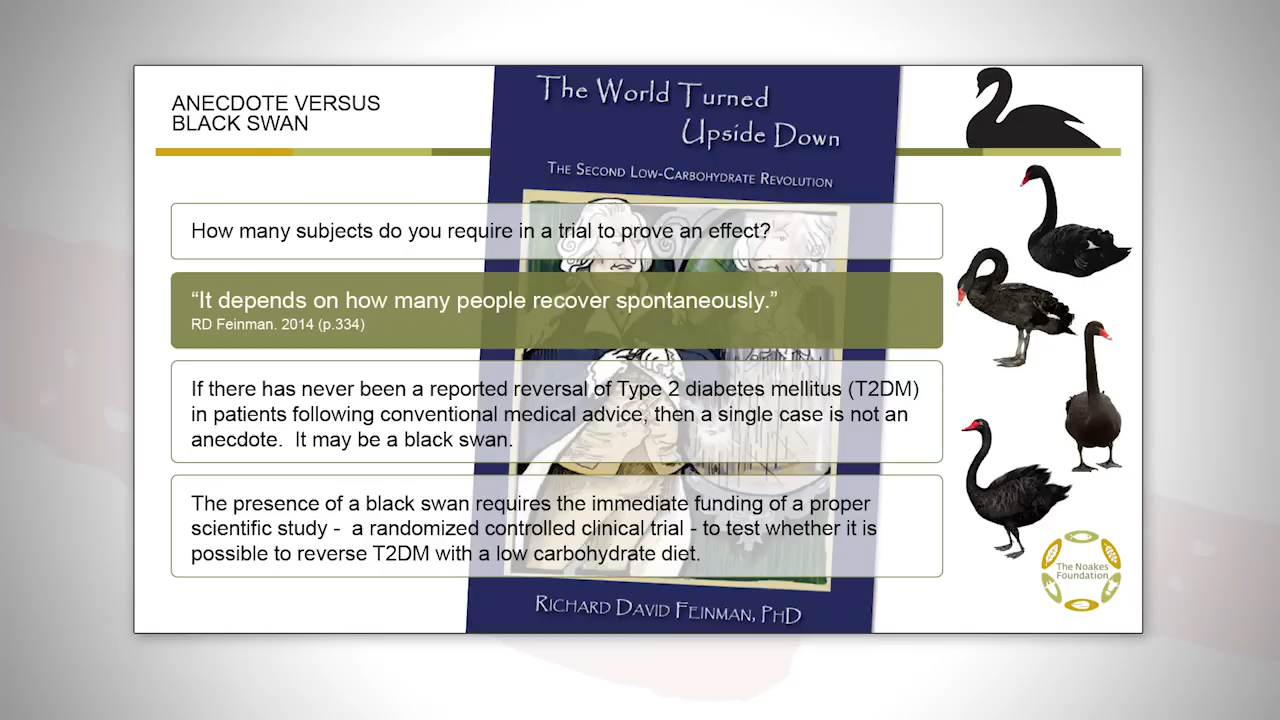 ANECDOTE VERSUS
BLACK SWAN
The World Turned
Upside Down
The Second Low-Carbohydrate Revolution
How many subjects do you require in a trial to prove an effect?
“It depends on how many people recover spontaneously.”
RD Feinman. 2014 (p.334)
If there has never been a reported reversal of Type 2 diabetes mellitus (T2DM)
in patients following conventional medical advice, then a single case is not an
anecdote.  It may be a black swan.
The presence of a black swan requires the immediate funding of a proper
scientific study -  a randomized controlled clinical trial - to test whether it is
possible to reverse T2DM with a low carbohydrate diet.
Richard David Feinman, PhD
The Noakes
Foundation